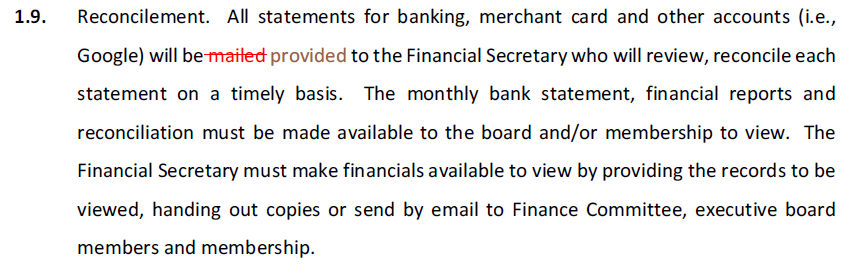 1.9. Reconcilement. All statements for banking, merchant card and other accounts (i.e.,
Google) will be mailed provided to the Financial Secretary who will review, reconcile each
statement on a timely basis. The monthly bank statement, financial reports and
reconciliation must be made available to the board and/or membership to view. The
Financial Secretary must make financials available to view by providing the records to be
viewed, handing out copies or send by email to Finance Committee, executive board
members and membership.